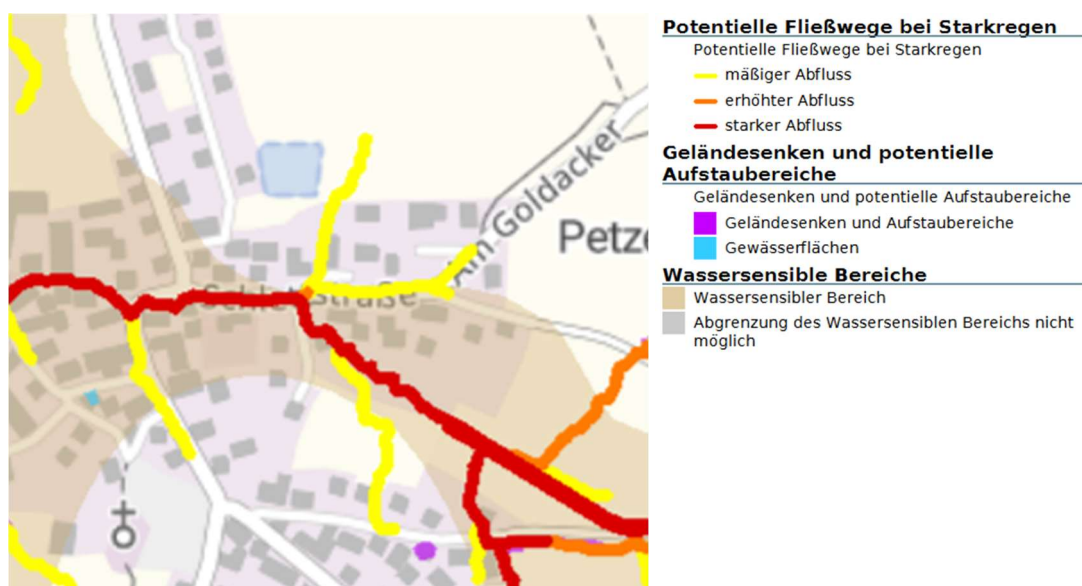 Am Goldacker
Petze
Schloßstraße
Potentielle Fließwege bei Starkregen
Potentielle Fließwege bei Starkregen
mäßiger Abfluss
erhöhter Abfluss
starker Abfluss
Geländesenken und potentielle
Aufstaubereiche
Geländesenken und potentielle Aufstaubereiche
Geländesenken und Aufstaubereiche
Gewässerflächen
Wassersensible Bereiche
Wassersensibler Bereich
Abgrenzung des Wassersensiblen Bereichs nicht
möglich